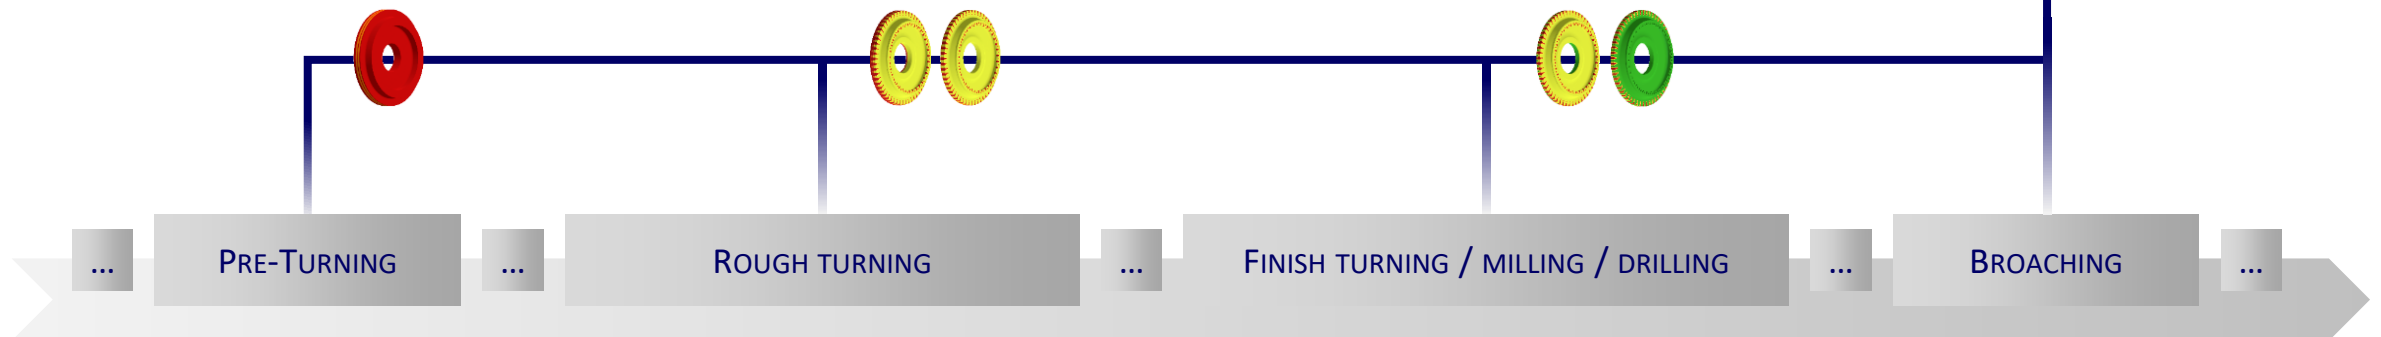 ...
PRE-TURNING
...
ROUGH TURNING
...
FINISH TURNING / MILLING / DRILLING
...
BROACHING
...